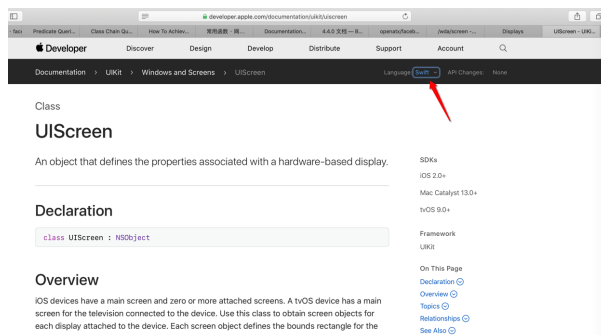 developer.apple.com/documentation/uikit/uiscreen
Predicate Queri...
Class Chain Qu...
How To Achiev...
Documentation...
4.4.0 文档 — B...
openatx/faceb...
/wda/screen -...
Displays
UIScreen - UIKi...
Developer
Discover
Design
Develop
Distribute
Support
Account
Documentation > UIKit > Windows and Screens > UIScreen
Language: Swift
API Changes: None
Class
UIScreen
An object that defines the properties associated with a hardware-based display.
Declaration
class UIScreen : NSObject
Overview
iOS devices have a main screen and zero or more attached screens. A tvOS device has a main
screen for the television connected to the device. Use this class to obtain screen objects for
each display attached to the device. Each screen object defines the bounds rectangle for the
SDKs
iOS 2.0+
Mac Catalyst 13.0+
tvOS 9.0+
Framework
UIKit
On This Page
Declaration
Overview
Topics
Relationships
See Also